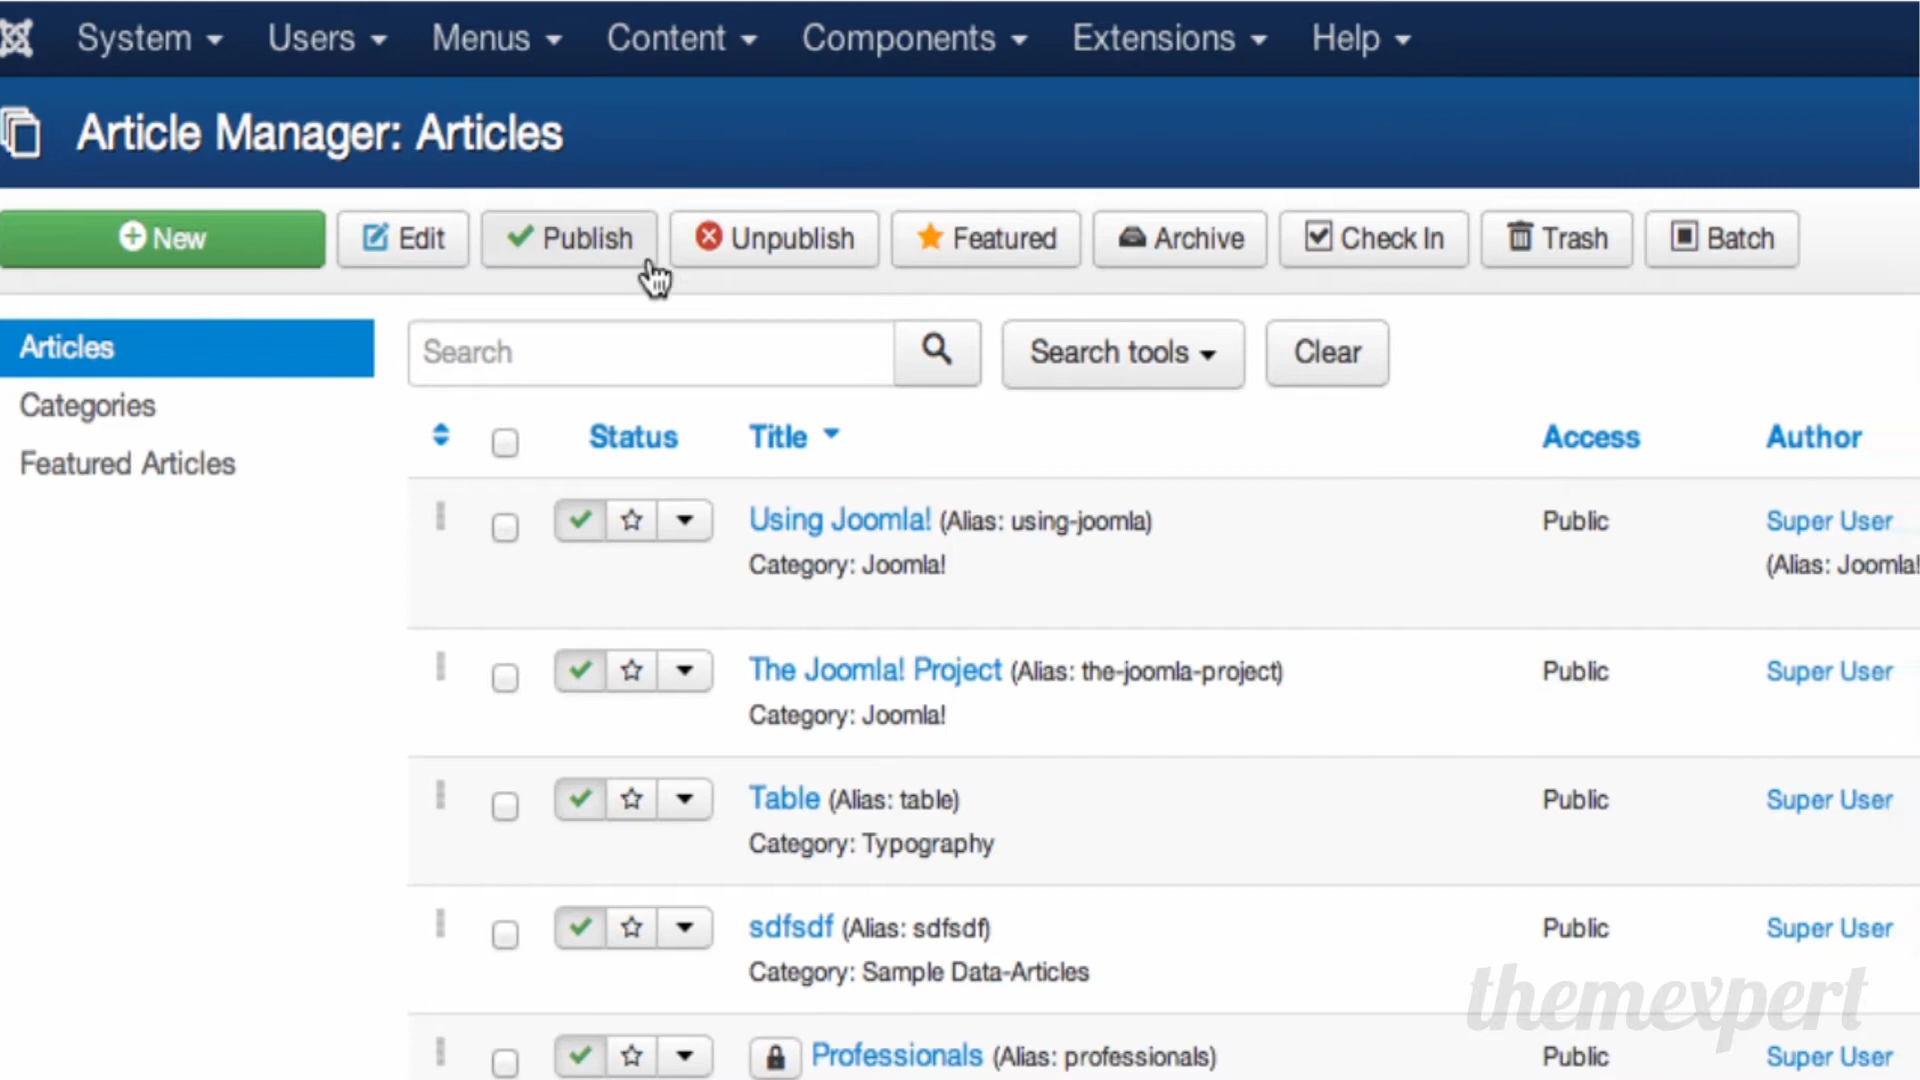 System Users Menus Content Components Extensions Help
Article Manager: Articles
New Edit Publish Unpublish Featured Archive Check In Trash Batch
Articles
Categories
Featured Articles
Search Search tools Clear
Status Title Access Author
Using Joomla! (Alias: using-joomla) Public Super User
Category: Joomla! (Alias: Joomla!
The Joomla! Project (Alias: the-joomla-project) Public Super User
Category: Joomla!
Table (Alias: table) Public Super User
Category: Typography
sdfsdf (Alias: sdfsdf) Public Super User
Category: Sample Data-Articles
Professionals (Alias: professionals) Public Super User
themexpert